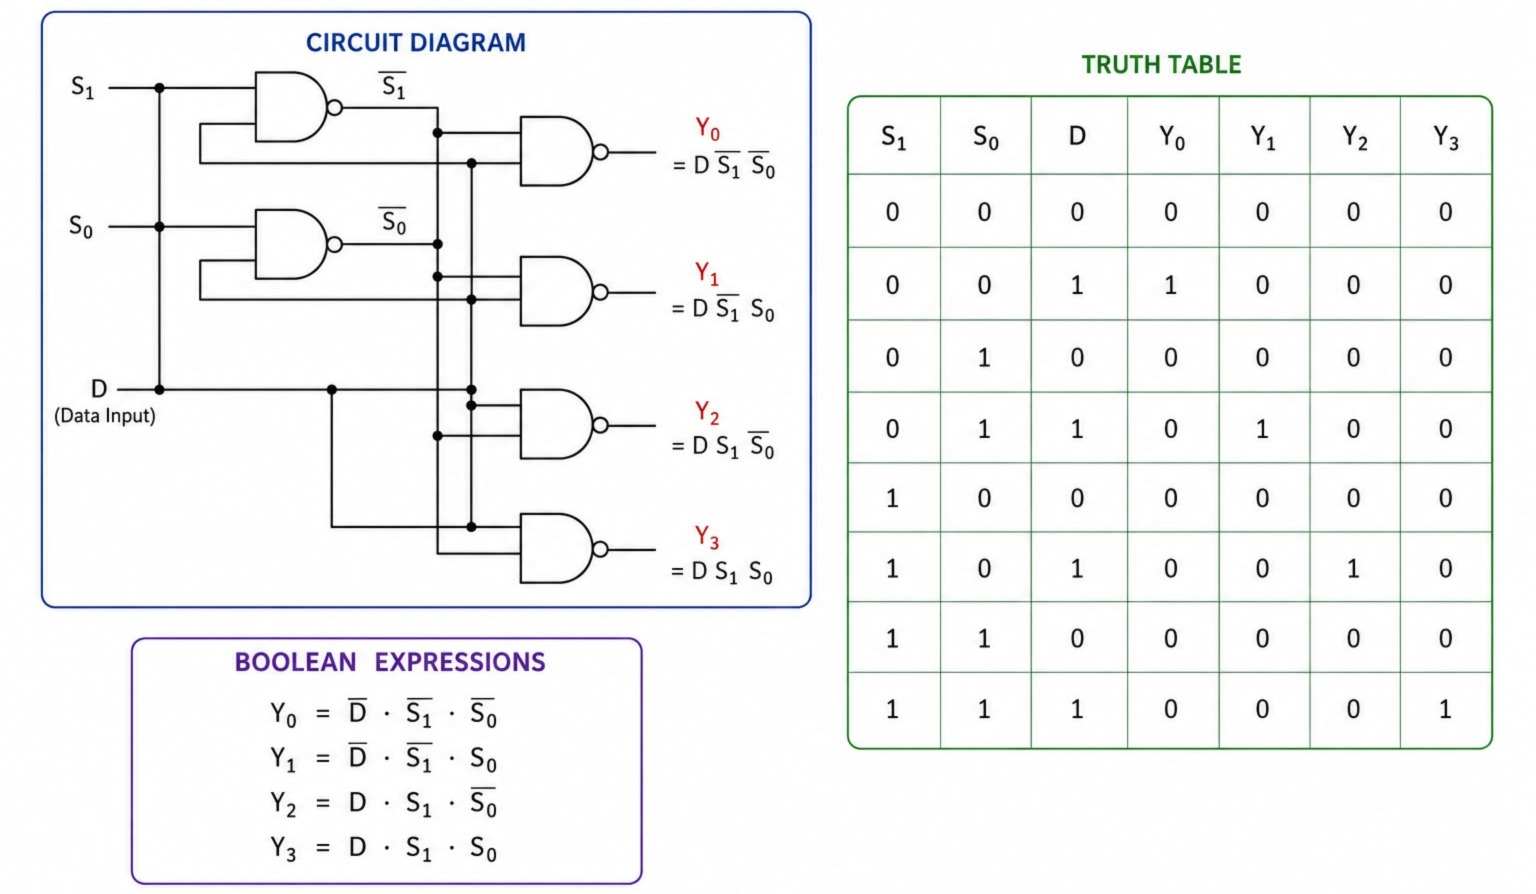 CIRCUIT DIAGRAM
S₁
S̅₁̅
S₀
S̅₀̅
D
(Data Input)
Y₀
= D S̅₁̅ S̅₀̅
Y₁
= D S̅₁̅ S₀
Y₂
= D S₁ S̅₀̅
Y₃
= D S₁ S₀
TRUTH TABLE
S₁ S₀ D Y₀ Y₁ Y₂ Y₃
0 0 0 0 0 0 0
0 0 1 1 0 0 0
0 1 0 0 0 0 0
0 1 1 0 1 0 0
1 0 0 0 0 0 0
1 0 1 0 0 1 0
1 1 0 0 0 0 0
1 1 1 0 0 0 1
BOOLEAN EXPRESSIONS
Y₀ = D̅ · S̅₁̅ · S̅₀̅
Y₁ = D̅ · S̅₁̅ · S₀
Y₂ = D · S₁ · S̅₀̅
Y₃ = D · S₁ · S₀